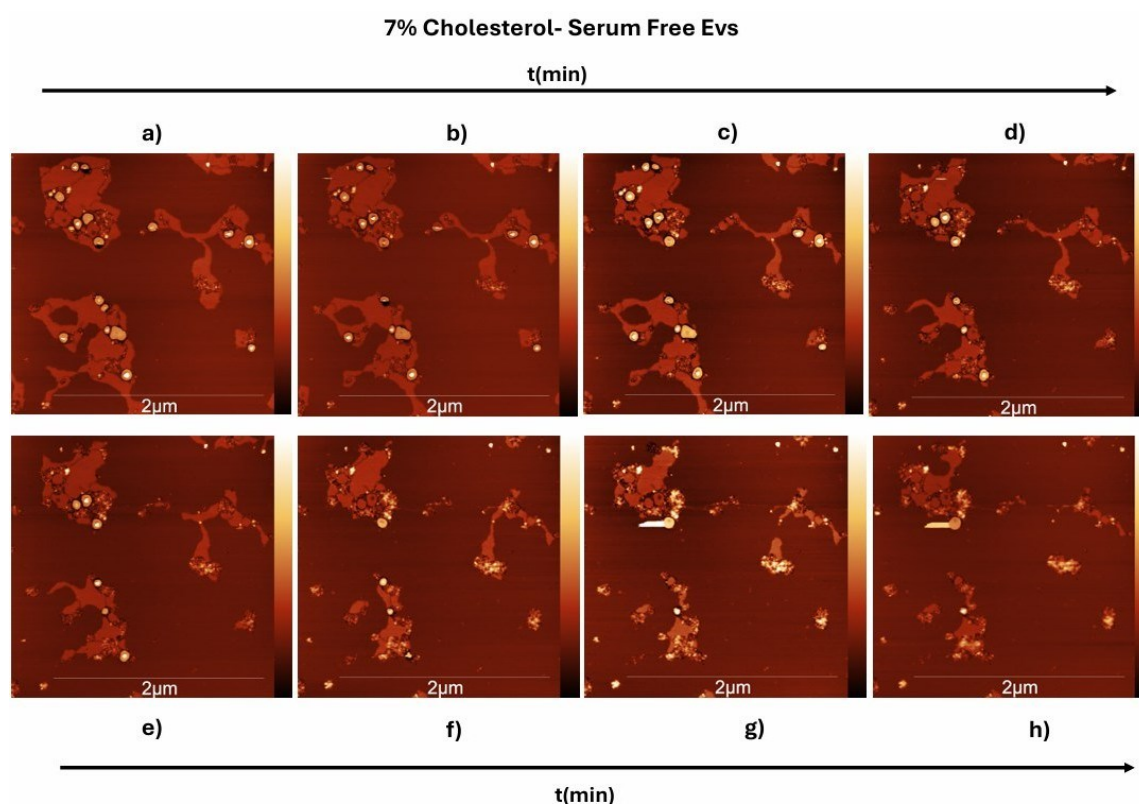 7% Cholesterol- Serum Free Evs
t(min)
a)
b)
c)
d)
2µm
2µm
2µm
2µm
2µm
2µm
2µm
2µm
e)
f)
g)
h)
t(min)